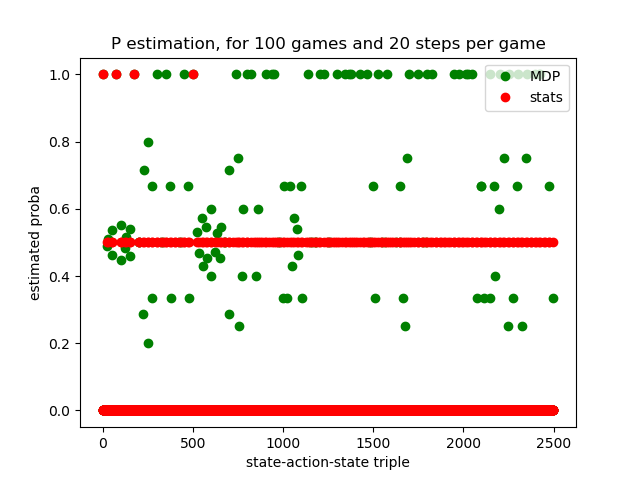 P estimation, for 100 games and 20 steps per game
1.0
0.8
0.6
0.4
0.2
0.0
estimated proba
MDP
stats
0 500 1000 1500 2000 2500
state-action-state triple